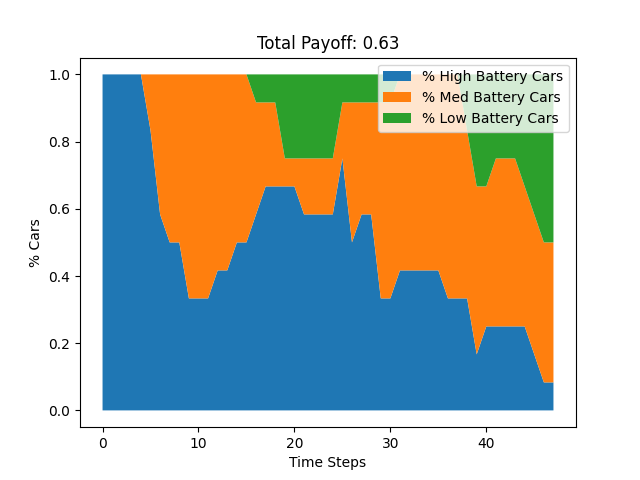 Total Payoff: 0.63
1.0
0.8
0.6
0.4
0.2
0.0
% Cars
% High Battery Cars
% Med Battery Cars
% Low Battery Cars
0
10
20
30
40
Time Steps